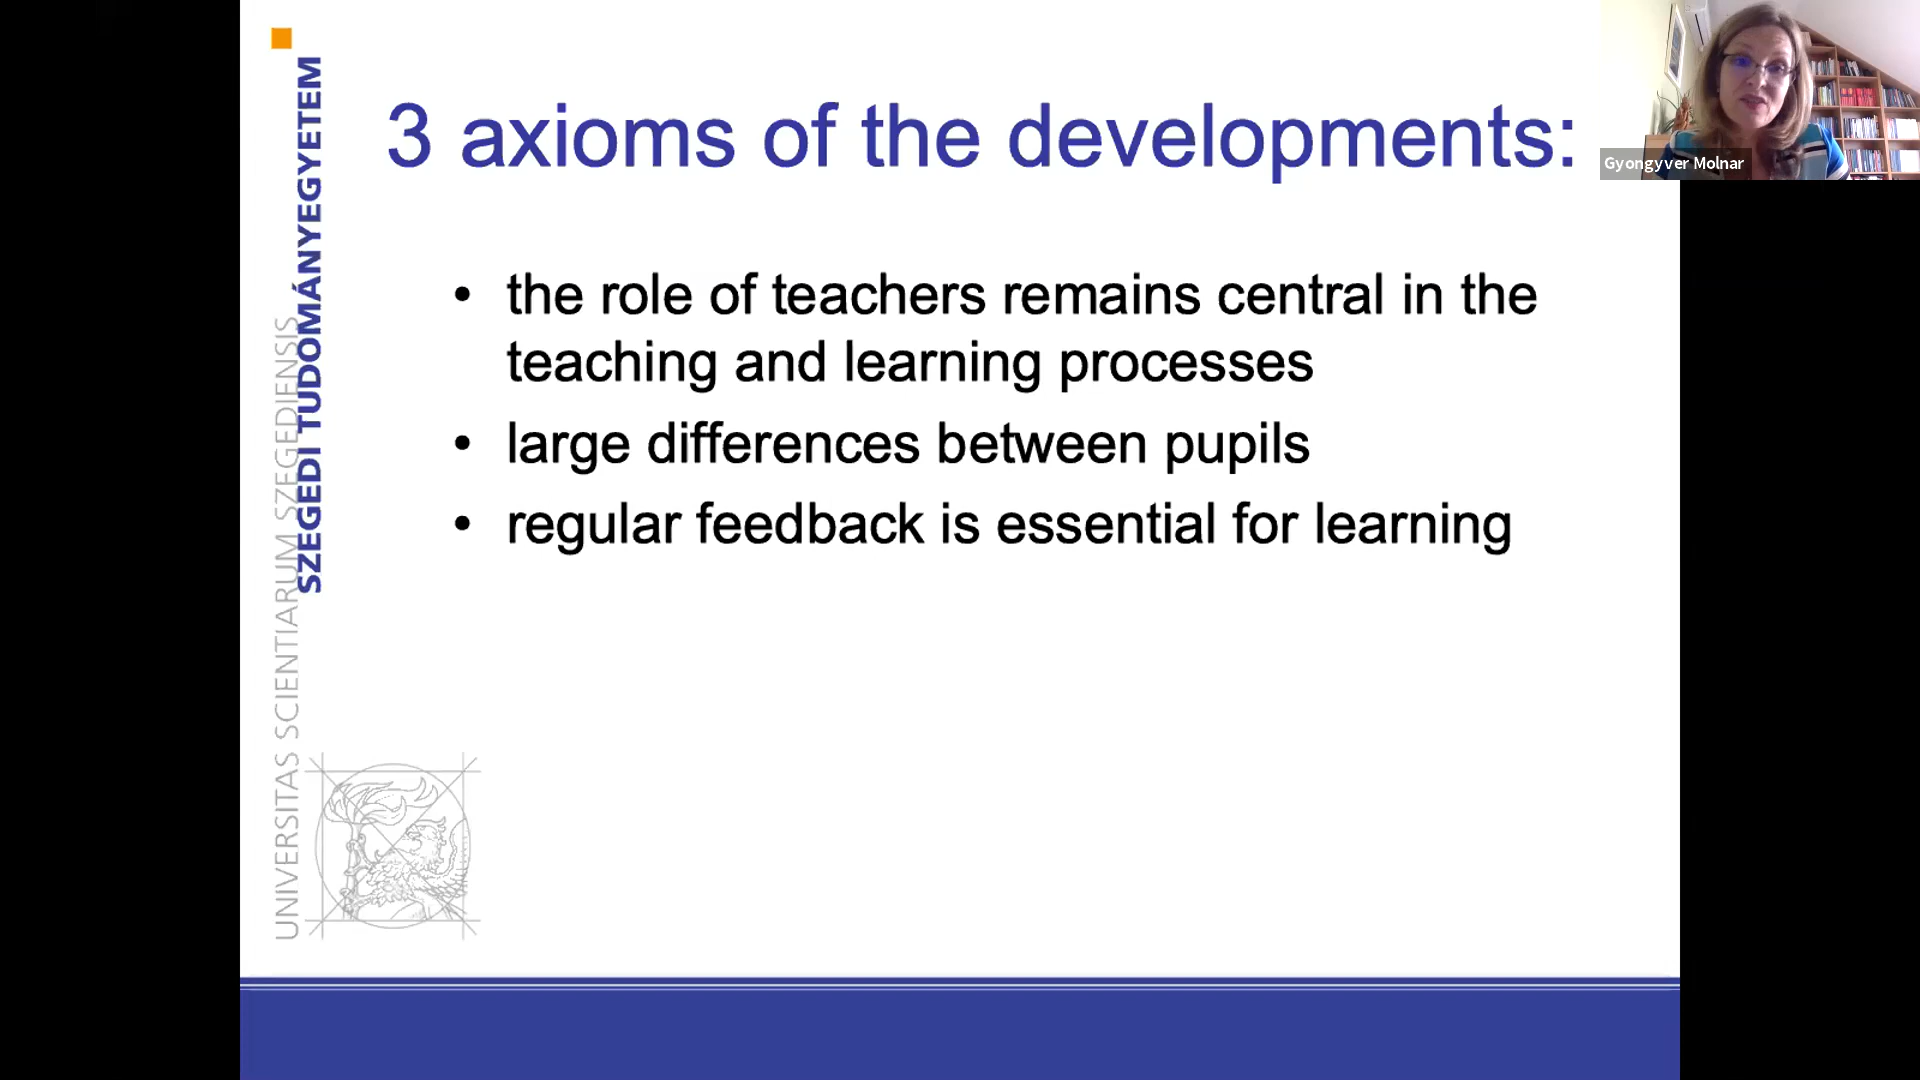 SZEGEDI TUDOMÁNYEGYETEM
UNIVERSITAS SCIENTIARUM SZEGEDIENSIS
3 axioms of the developments:
• the role of teachers remains central in the
teaching and learning processes
• large differences between pupils
• regular feedback is essential for learning
Gyongyver Molnar